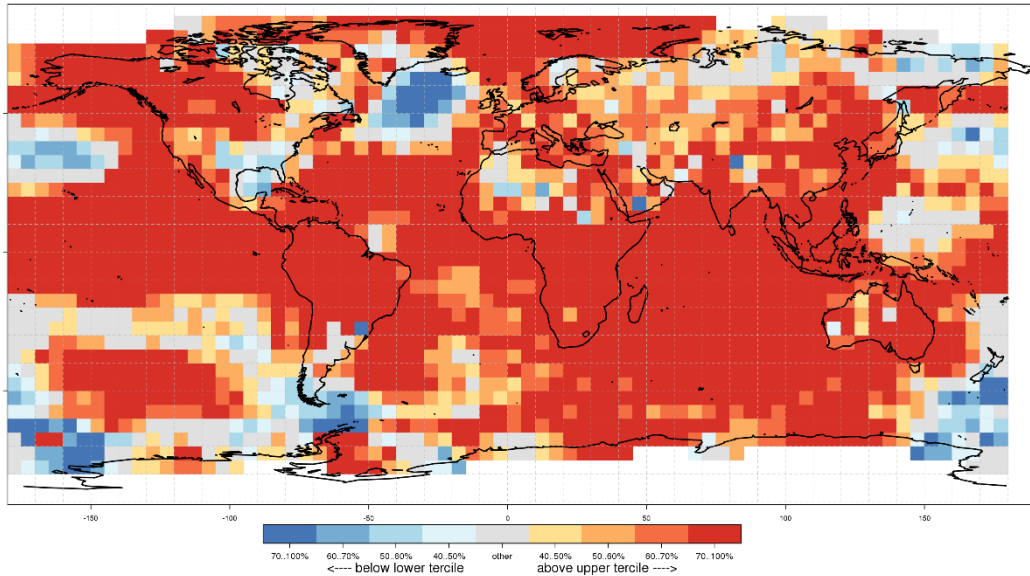 -150 -100 -50 0 50 100 150
70..100% 60..70% 50..60% 40..50% other 40..50% 50..60% 60..70% 70..100%
<---- below lower tercile above upper tercile ---->